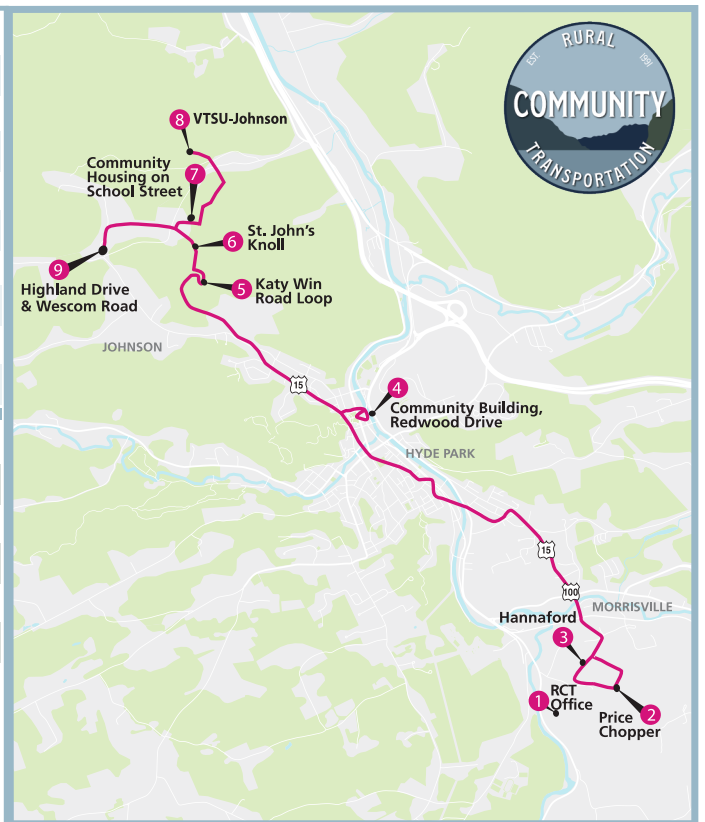 RURAL
EST
1991
COMMUNITY
TRANSPORTATION
8 VTSU-Johnson
Community
Housing on
School Street
7
6 St. John's
Knoll
9
Highland Drive
& Wescom Road
5 Katy Win
Road Loop
JOHNSON
15
4
Community Building,
Redwood Drive
HYDE PARK
15
100
MORRISVILLE
Hannaford
3
1 RCT
Office
Price
Chopper
2